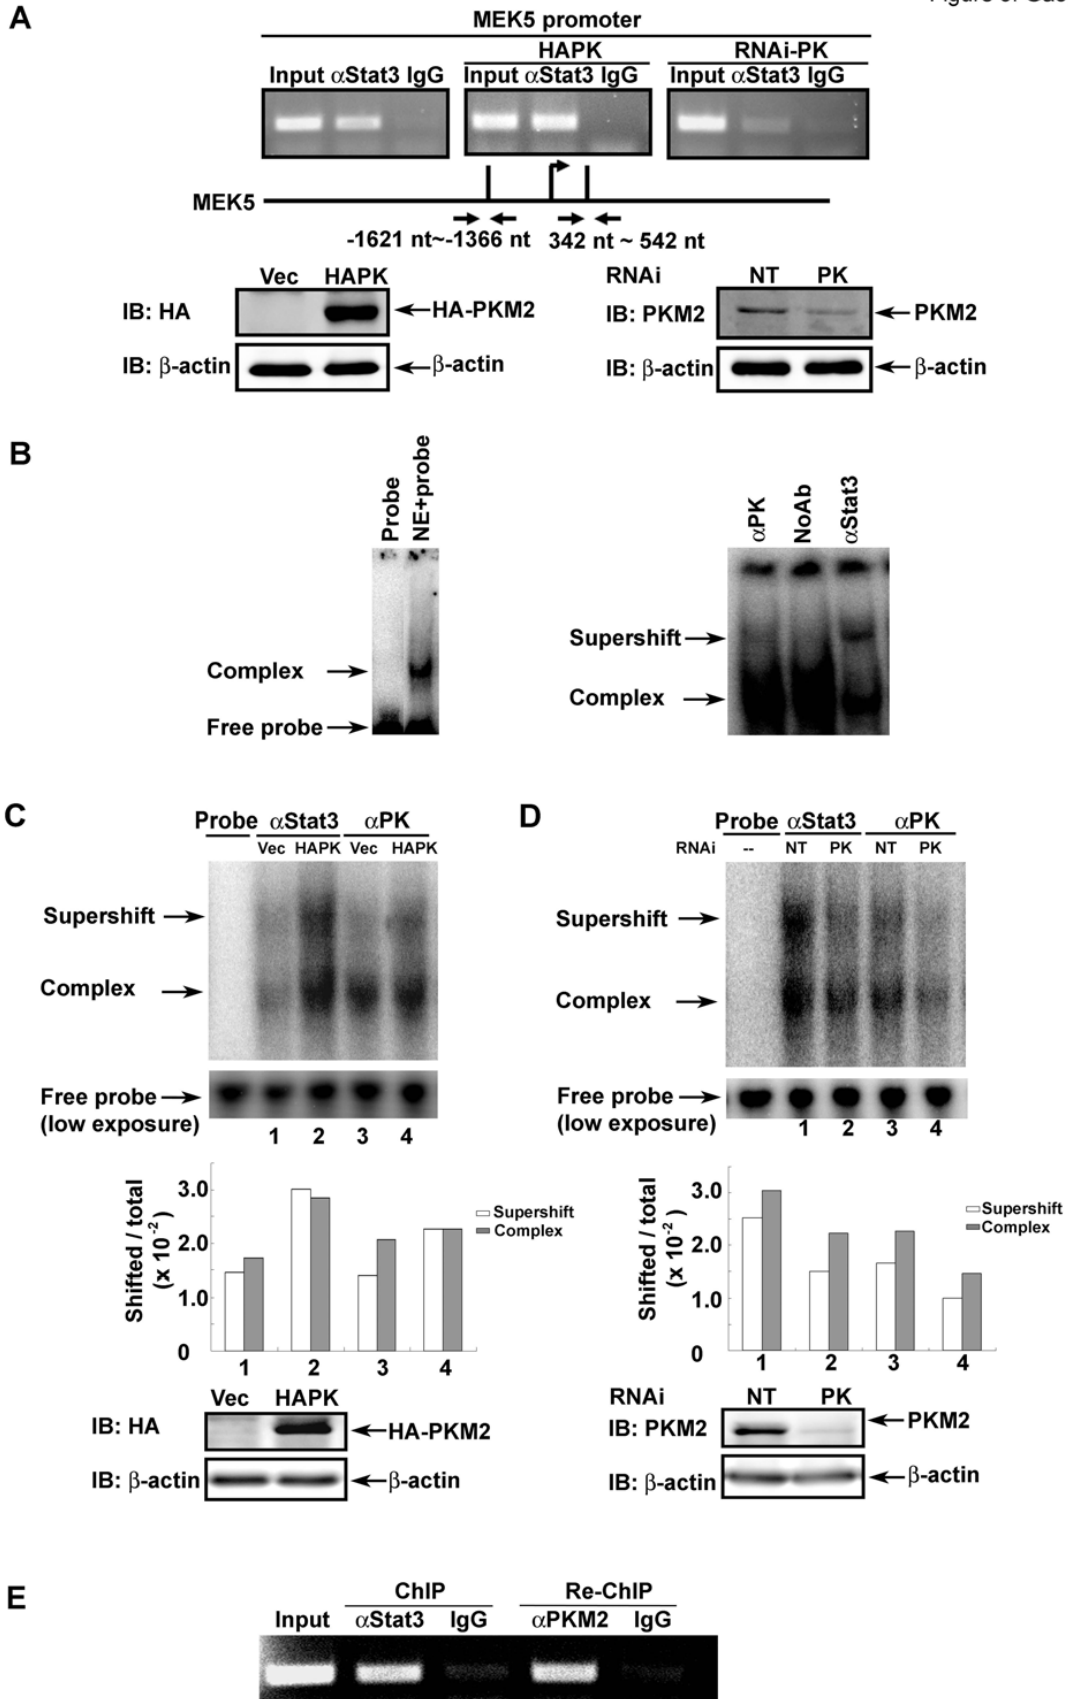 A
MEK5 promoter
HAPK RNAi-PK
Input αStat3 IgG Input αStat3 IgG Input αStat3 IgG
MEK5
-1621 nt~-1366 nt 342 nt ~ 542 nt
Vec HAPK
IB: HA HA-PKM2
IB: β-actin β-actin
RNAi NT PK
IB: PKM2 PKM2
IB: β-actin β-actin
B
Probe
NE+probe
Complex
Free probe
αPK
NoAb
αStat3
Supershift
Complex
C
Probe αStat3 αPK
Vec HAPK Vec HAPK
Supershift
Complex
Free probe
(low exposure)
1 2 3 4
Shifted / total
(x 10-2 )
3.0
2.0
1.0
0
1 2 3 4
Supershift
Complex
Vec HAPK
IB: HA HA-PKM2
IB: β-actin β-actin
D
Probe αStat3 αPK
RNAi -- NT PK NT PK
Supershift
Complex
Free probe
(low exposure)
1 2 3 4
Shifted / total
(x 10-2 )
3.0
2.0
1.0
0
1 2 3 4
Supershift
Complex
RNAi NT PK
IB: PKM2 PKM2
IB: β-actin β-actin
E
ChIP Re-ChIP
Input αStat3 IgG αPKM2 IgG